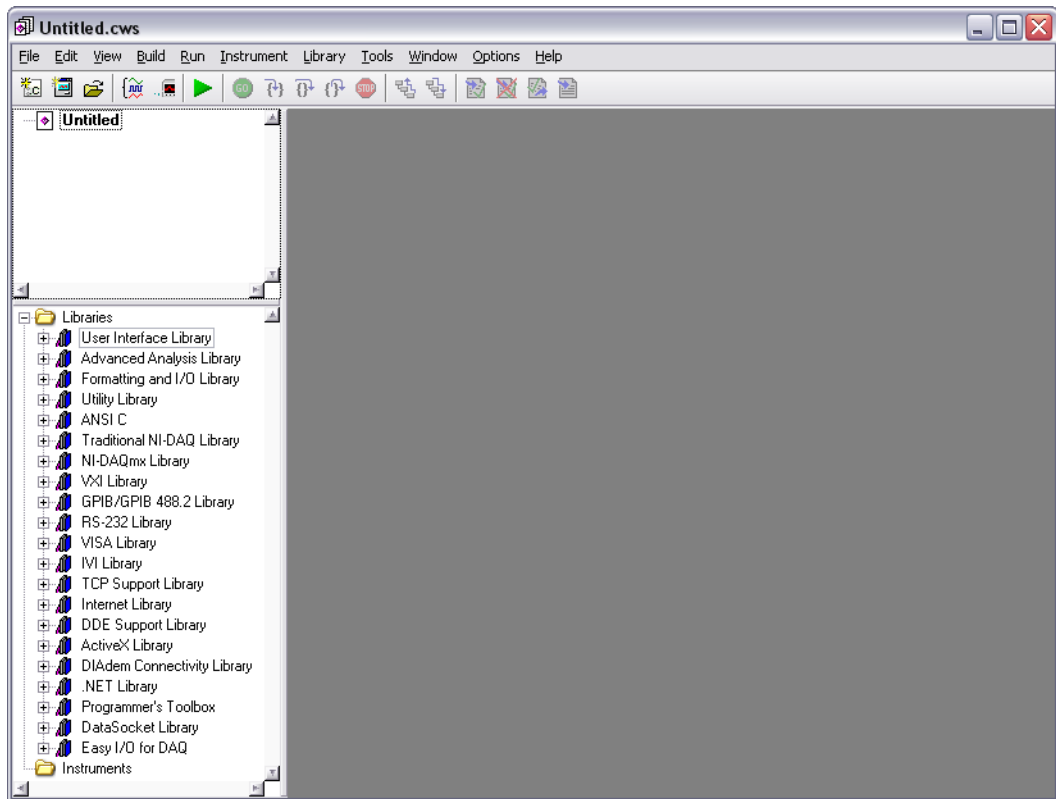 Untitled.cws
File Edit View Build Run Instrument Library Tools Window Options Help
GO STOP
Untitled
Libraries
User Interface Library
Advanced Analysis Library
Formatting and I/O Library
Utility Library
ANSI C
Traditional NI-DAQ Library
NI-DAQmx Library
VXI Library
GPIB/GPIB 488.2 Library
RS-232 Library
VISA Library
IVI Library
TCP Support Library
Internet Library
DDE Support Library
ActiveX Library
DIAdem Connectivity Library
.NET Library
Programmer's Toolbox
DataSocket Library
Easy I/O for DAQ
Instruments